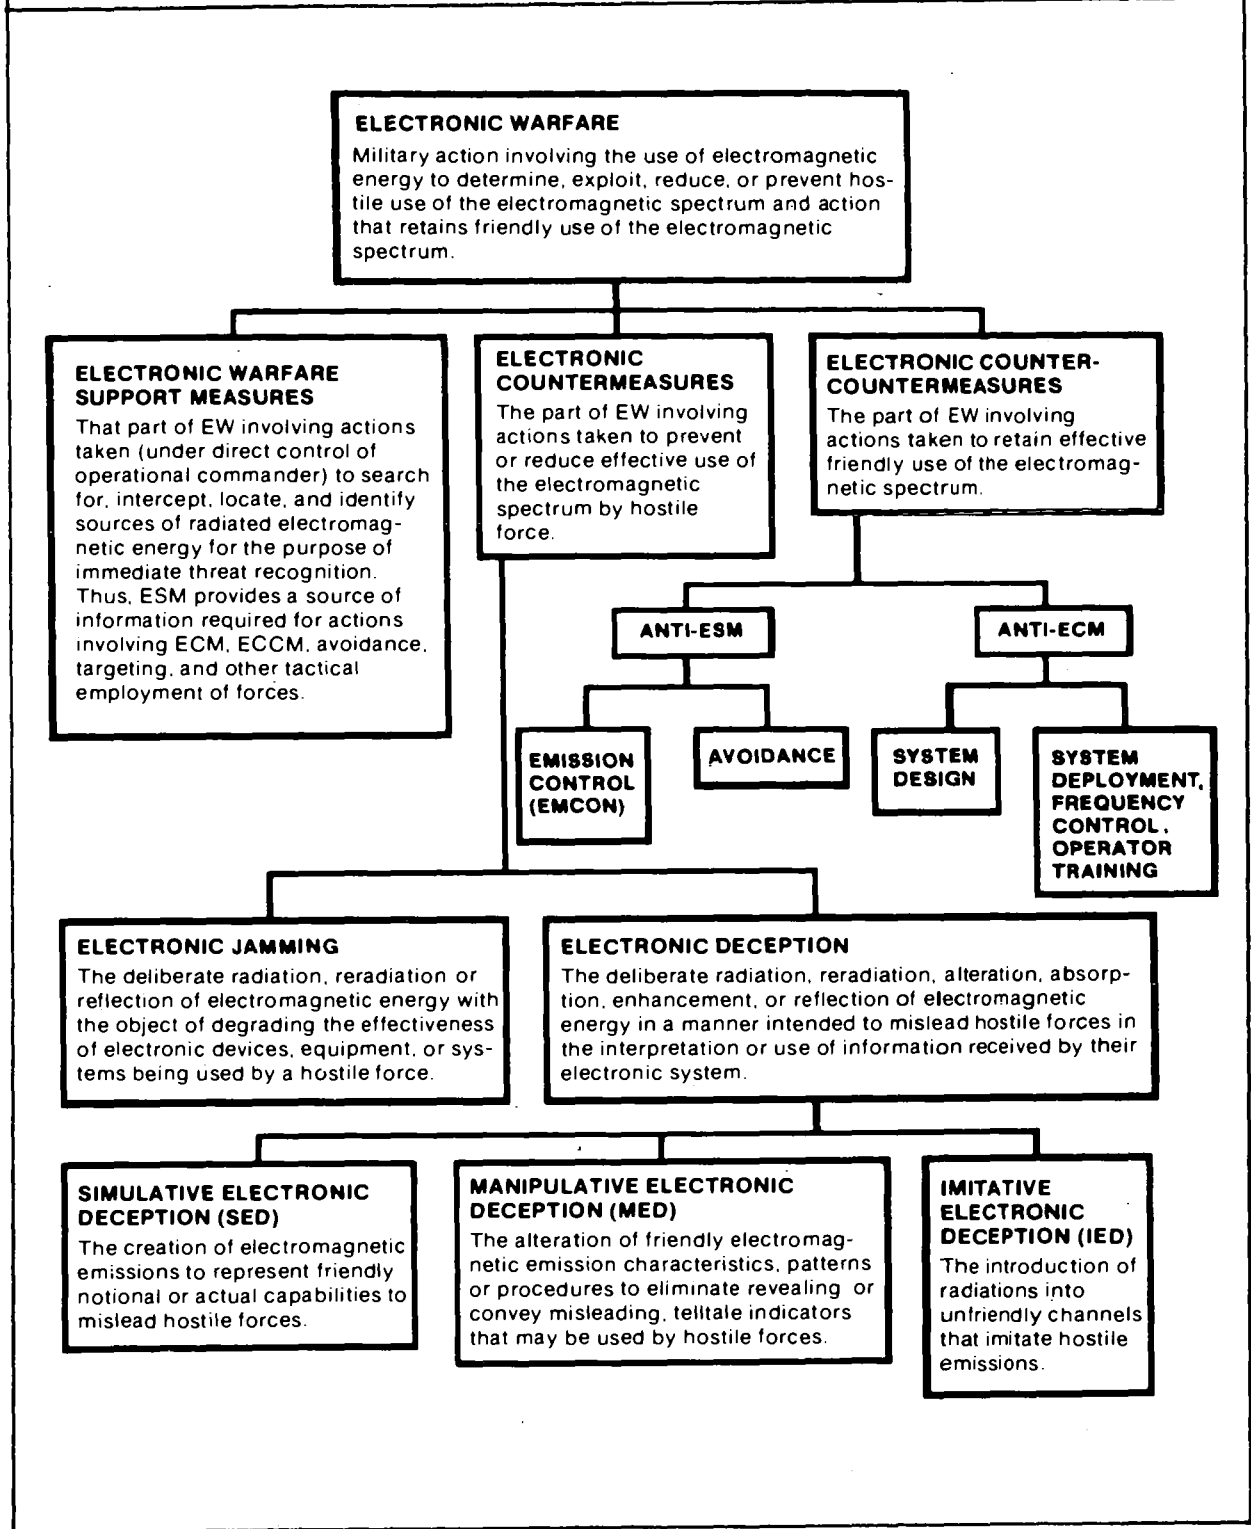 ELECTRONIC WARFARE
Military action involving the use of electromagnetic
energy to determine, exploit, reduce, or prevent hos-
tile use of the electromagnetic spectrum and action
that retains friendly use of the electromagnetic
spectrum.
ELECTRONIC WARFARE
SUPPORT MEASURES
That part of EW involving actions
taken (under direct control of
operational commander) to search
for, intercept, locate, and identify
sources of radiated electromag-
netic energy for the purpose of
immediate threat recognition.
Thus, ESM provides a source of
information required for actions
involving ECM, ECCM, avoidance,
targeting, and other tactical
employment of forces.
ELECTRONIC
COUNTERMEASURES
The part of EW involving
actions taken to prevent
or reduce effective use of
the electromagnetic
spectrum by hostile
force.
ELECTRONIC COUNTER-
COUNTERMEASURES
The part of EW involving
actions taken to retain effective
friendly use of the electromag-
netic spectrum.
ANTI-ESM
ANTI-ECM
EMISSION
CONTROL
(EMCON)
AVOIDANCE
SYSTEM
DESIGN
SYSTEM
DEPLOYMENT,
FREQUENCY
CONTROL,
OPERATOR
TRAINING
ELECTRONIC JAMMING
The deliberate radiation, reradiation or
reflection of electromagnetic energy with
the object of degrading the effectiveness
of electronic devices, equipment, or sys-
tems being used by a hostile force.
ELECTRONIC DECEPTION
The deliberate radiation, reradiation, alteration, absorp-
tion, enhancement, or reflection of electromagnetic
energy in a manner intended to mislead hostile forces in
the interpretation or use of information received by their
electronic system.
SIMULATIVE ELECTRONIC
DECEPTION (SED)
The creation of electromagnetic
emissions to represent friendly
notional or actual capabilities to
mislead hostile forces.
MANIPULATIVE ELECTRONIC
DECEPTION (MED)
The alteration of friendly electromag-
netic emission characteristics, patterns
or procedures to eliminate revealing or
convey misleading, telltale indicators
that may be used by hostile forces.
IMITATIVE
ELECTRONIC
DECEPTION (IED)
The introduction of
radiations into
unfriendly channels
that imitate hostile
emissions.